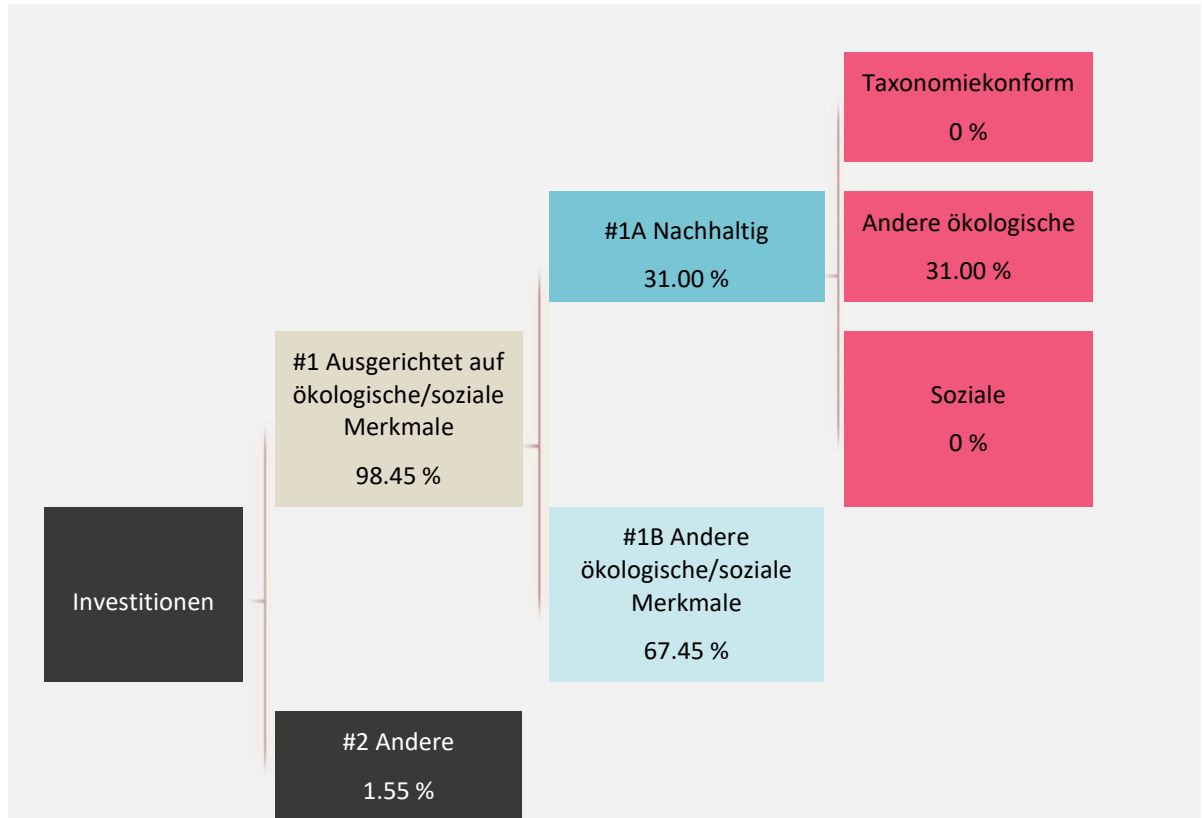 Taxonomiekonform
0 %
#1A Nachhaltig
31.00 %
Andere ökologische
31.00 %
#1 Ausgerichtet auf
ökologische/soziale
Merkmale
98.45 %
Soziale
0 %
Investitionen
#1B Andere
ökologische/soziale
Merkmale
67.45 %
#2 Andere
1.55 %